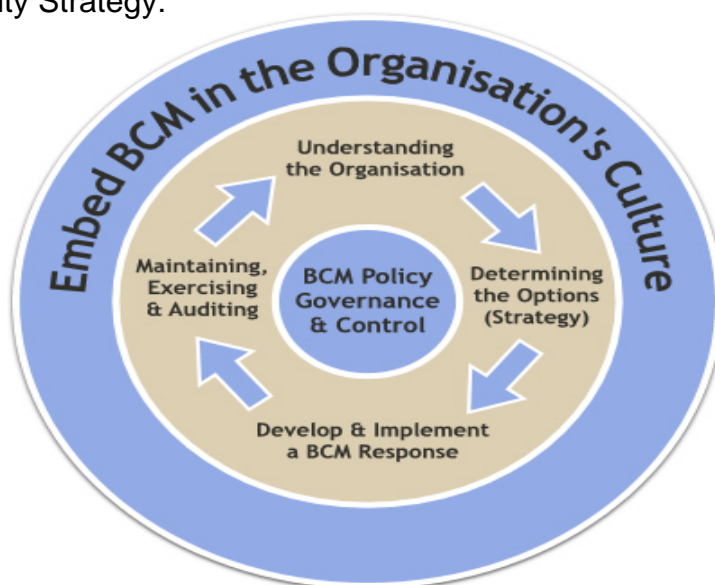 ity Strategy.
Embed BCM in the Organisation's Culture
Understanding
the Organisation
Maintaining,
Exercising
& Auditing
BCM Policy
Governance
& Control
Determining
the Options
(Strategy)
Develop & Implement
a BCM Response